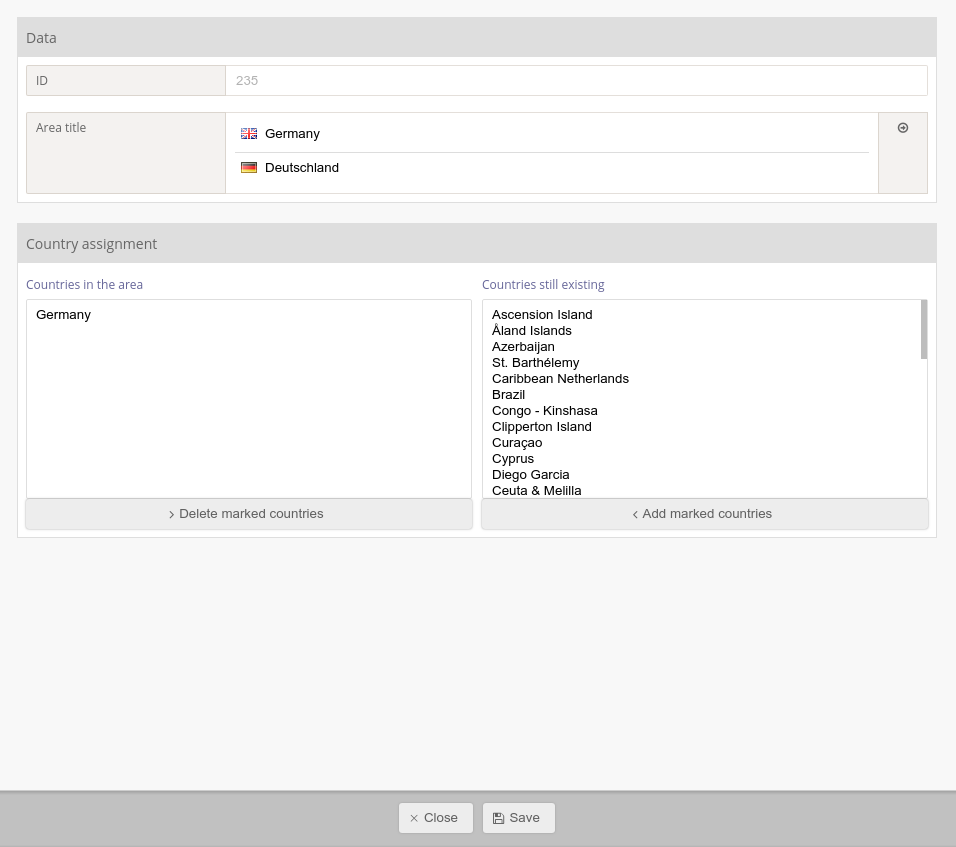 Data
ID
235
Area title
Germany
Deutschland
Country assignment
Countries in the area
Germany
Delete marked countries
Countries still existing
Ascension Island
Åland Islands
Azerbaijan
St. Barthélemy
Caribbean Netherlands
Brazil
Congo - Kinshasa
Clipperton Island
Curaçao
Cyprus
Diego Garcia
Ceuta & Melilla
Add marked countries
Close
Save